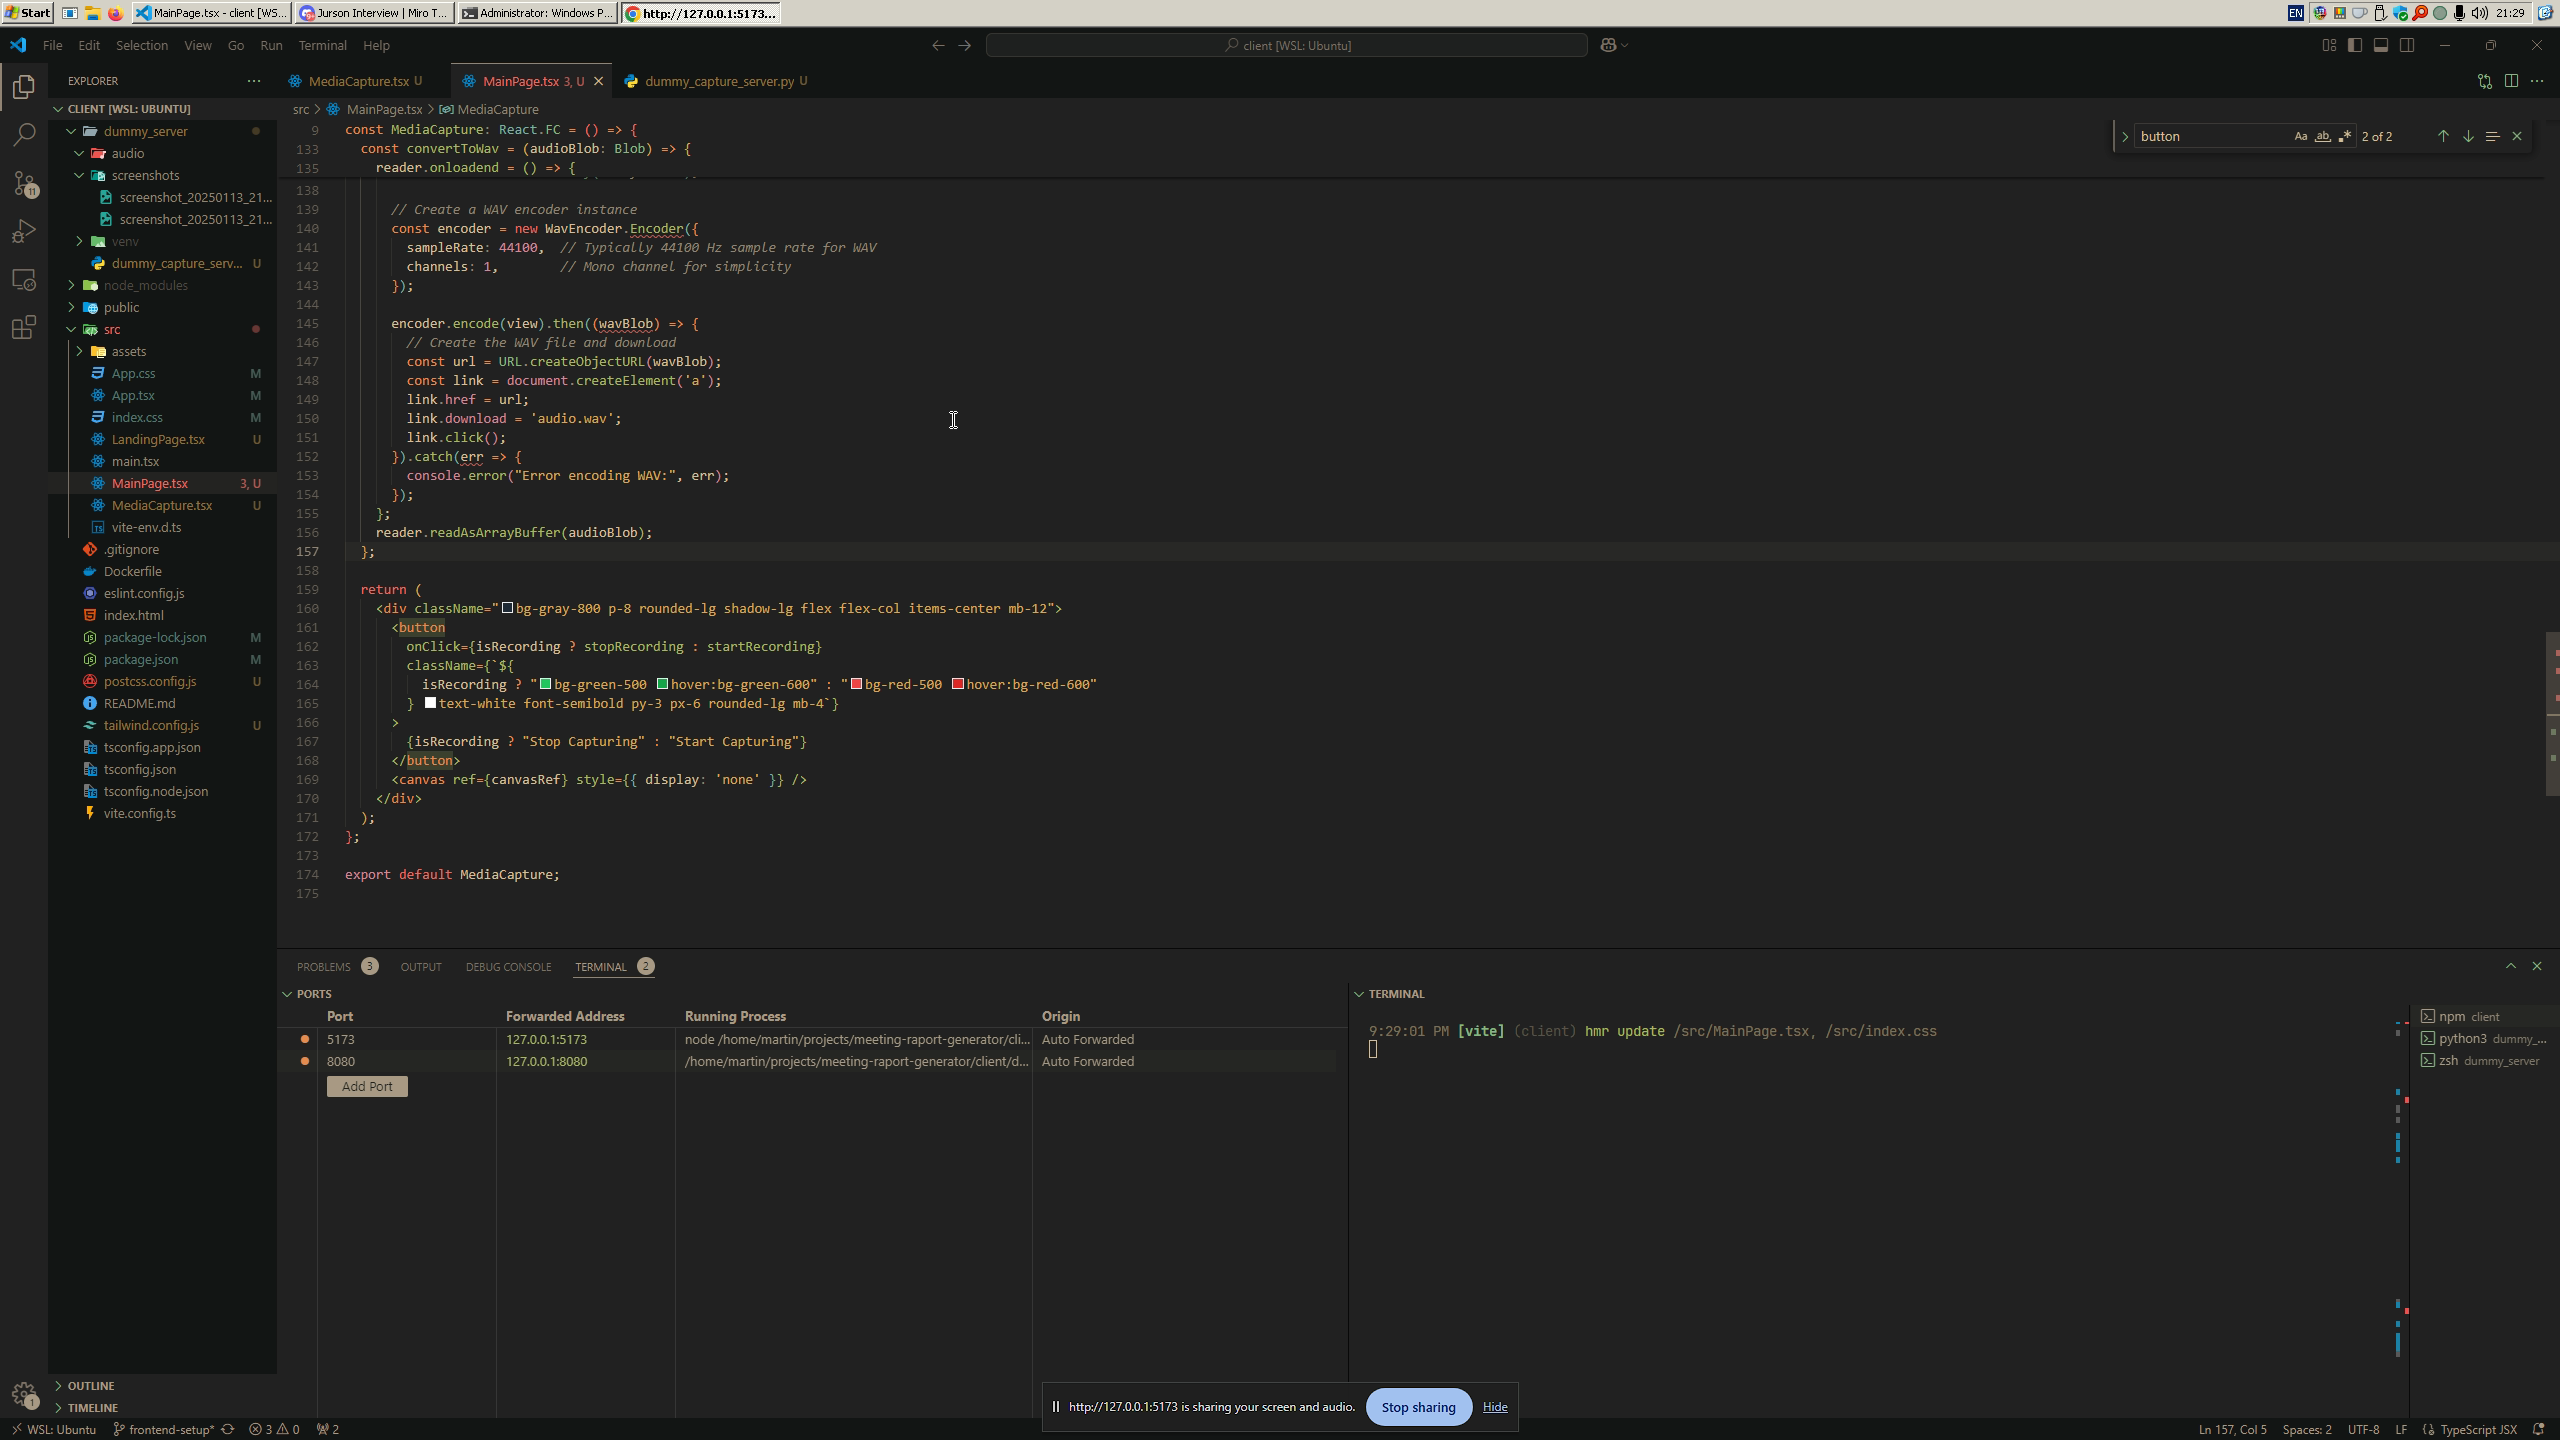 Start
MainPage.tsx - client [WS...
Jurson Interview | Miro T...
Administrator: Windows P...
http://127.0.0.1:5173...
EN
21:29
File Edit Selection View Go Run Terminal Help
client [WSL: Ubuntu]
EXPLORER
MediaCapture.tsx U
MainPage.tsx 3, U
dummy_capture_server.py U
CLIENT [WSL: UBUNTU]
src > MainPage.tsx > MediaCapture
dummy_server
audio
screenshots
screenshot_20250113_21...
screenshot_20250113_21...
venv
dummy_capture_serv... U
node_modules
public
src
assets
App.css M
App.tsx M
index.css M
LandingPage.tsx U
main.tsx
MainPage.tsx 3, U
MediaCapture.tsx U
vite-env.d.ts
.gitignore
Dockerfile
eslint.config.js
index.html
package-lock.json M
package.json M
postcss.config.js U
README.md
tailwind.config.js U
tsconfig.app.json
tsconfig.json
tsconfig.node.json
vite.config.ts
OUTLINE
TIMELINE
11
1
button
Aa ab 2 of 2
9 const MediaCapture: React.FC = () => {
133 const convertToWav = (audioBlob: Blob) => {
135 reader.onloadend = () => {
138
139 // Create a WAV encoder instance
140 const encoder = new WavEncoder.Encoder({
141 sampleRate: 44100, // Typically 44100 Hz sample rate for WAV
142 channels: 1, // Mono channel for simplicity
143 });
144
145 encoder.encode(view).then((wavBlob) => {
146 // Create the WAV file and download
147 const url = URL.createObjectURL(wavBlob);
148 const link = document.createElement('a');
149 link.href = url;
150 link.download = 'audio.wav';
151 link.click();
152 }).catch(err => {
153 console.error("Error encoding WAV:", err);
154 });
155 };
156 reader.readAsArrayBuffer(audioBlob);
157 };
158
159 return (
160 <div className="bg-gray-800 p-8 rounded-lg shadow-lg flex flex-col items-center mb-12">
161 <button
162 onClick={isRecording ? stopRecording : startRecording}
163 className={`${
164 isRecording ? "bg-green-500 hover:bg-green-600" : "bg-red-500 hover:bg-red-600"
165 } text-white font-semibold py-3 px-6 rounded-lg mb-4`}
166 >
167 {isRecording ? "Stop Capturing" : "Start Capturing"}
168 </button>
169 <canvas ref={canvasRef} style={{ display: 'none' }} />
170 </div>
171 );
172 };
173
174 export default MediaCapture;
175
PROBLEMS 3 OUTPUT DEBUG CONSOLE TERMINAL 2
PORTS
Port Forwarded Address Running Process Origin
5173 127.0.0.1:5173 node /home/martin/projects/meeting-raport-generator/cli... Auto Forwarded
8080 127.0.0.1:8080 /home/martin/projects/meeting-raport-generator/client/d... Auto Forwarded
Add Port
TERMINAL
9:29:01 PM [vite] (client) hmr update /src/MainPage.tsx, /src/index.css
npm client
python3 dummy_...
zsh dummy_server
http://127.0.0.1:5173 is sharing your screen and audio. Stop sharing Hide
WSL: Ubuntu frontend-setup* 3 0 2
Ln 157, Col 5 Spaces: 2 UTF-8 LF {} TypeScript JSX